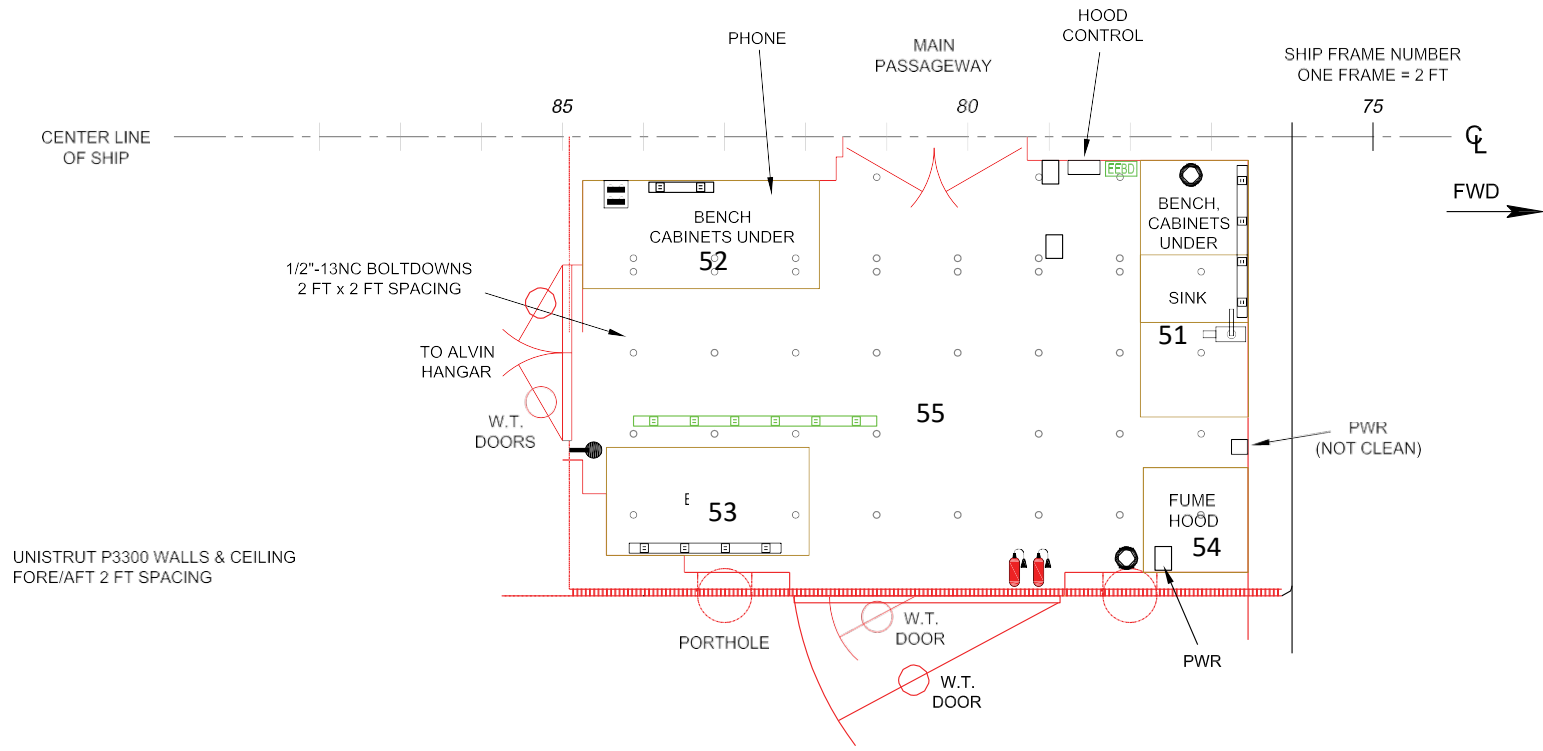 HOOD
CONTROL
PHONE
MAIN
PASSAGEWAY
SHIP FRAME NUMBER
ONE FRAME = 2 FT
85
80
75
CENTER LINE
OF SHIP
CL
EEBD
FWD
BENCH
CABINETS UNDER
52
BENCH,
CABINETS
UNDER
1/2"-13NC BOLTDOWNS
2 FT x 2 FT SPACING
SINK
51
TO ALVIN
HANGAR
55
W.T.
DOORS
PWR
(NOT CLEAN)
53
FUME
HOOD
54
UNISTRUT P3300 WALLS & CEILING
FORE/AFT 2 FT SPACING
PORTHOLE
W.T.
DOOR
PWR
W.T.
DOOR